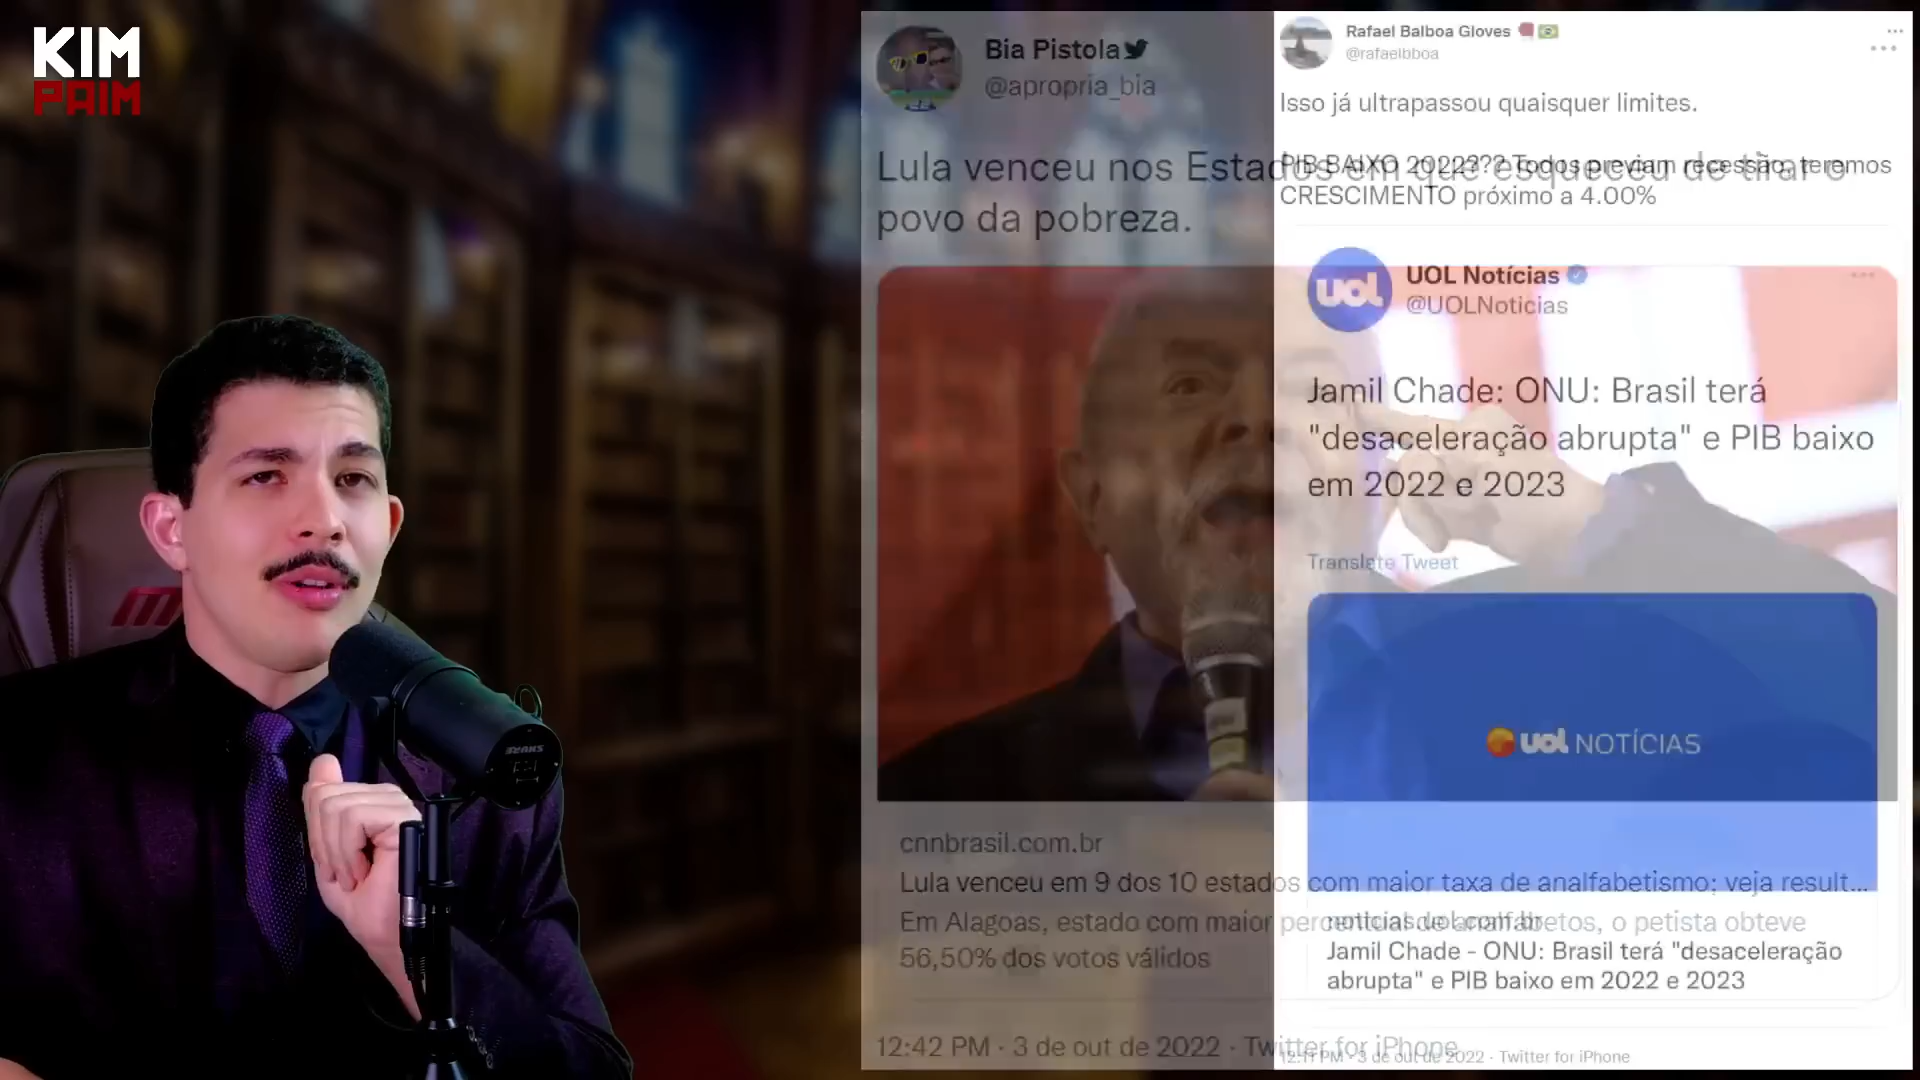 KIM
PAIM
Bia Pistola
@apropria_bia
Lula venceu nos Estados em que esqueceu de tirar o
povo da pobreza.
cnnbrasil.com.br
Lula venceu em 9 dos 10 estados com maior taxa de analfabetismo; veja result...
Em Alagoas, estado com maior percentual de analfabetos, o petista obteve
56,50% dos votos válidos
12:42 PM · 3 de out de 2022 · Twitter for iPhone
Rafael Balboa Gloves
@rafaelbboa
Isso já ultrapassou quaisquer limites.
PIB BAIXO 2022??? Todos previam recessão, teremos
CRESCIMENTO próximo a 4.00%
uol
UOL Notícias
@UOLNoticias
Jamil Chade: ONU: Brasil terá
"desaceleração abrupta" e PIB baixo
em 2022 e 2023
Translate Tweet
uol NOTÍCIAS
noticias.uol.com.br
Jamil Chade - ONU: Brasil terá "desaceleração
abrupta" e PIB baixo em 2022 e 2023
12:11 PM · 3 de out de 2022 · Twitter for iPhone
SHURE